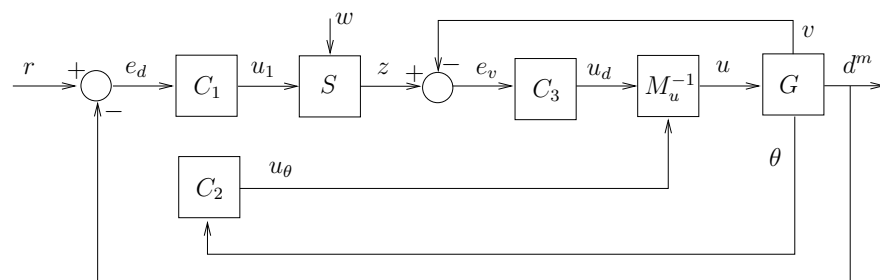 w
v
r + e_d C_1 u_1 S z + − e_v C_3 u_d M_u^{-1} u G d^m
−
θ
u_θ
C_2